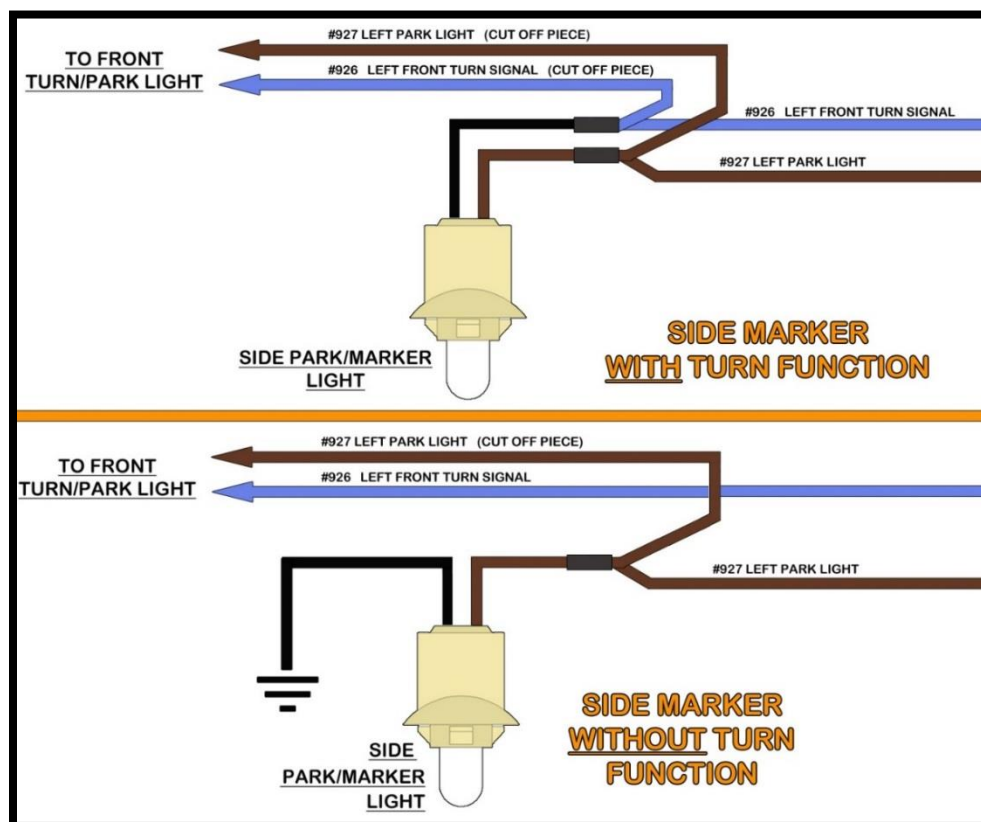 #927 LEFT PARK LIGHT (CUT OFF PIECE)
TO FRONT
TURN/PARK LIGHT
#926 LEFT FRONT TURN SIGNAL (CUT OFF PIECE)
#926 LEFT FRONT TURN SIGNAL
#927 LEFT PARK LIGHT
SIDE PARK/MARKER
LIGHT
SIDE MARKER
WITH TURN FUNCTION
#927 LEFT PARK LIGHT (CUT OFF PIECE)
TO FRONT
TURN/PARK LIGHT
#926 LEFT FRONT TURN SIGNAL
#927 LEFT PARK LIGHT
SIDE
PARK/MARKER
LIGHT
SIDE MARKER
WITHOUT TURN
FUNCTION